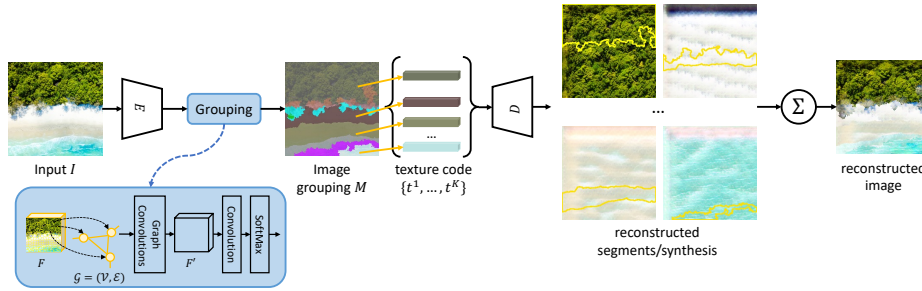 Input I
E
Grouping
Image
grouping M
...
texture code
{t¹, ..., tᴷ}
D
...
reconstructed
segments/synthesis
Σ
reconstructed
image
F
𝒢 = (𝒱, ℰ)
Graph
Convolutions
F'
Convolution
SoftMax